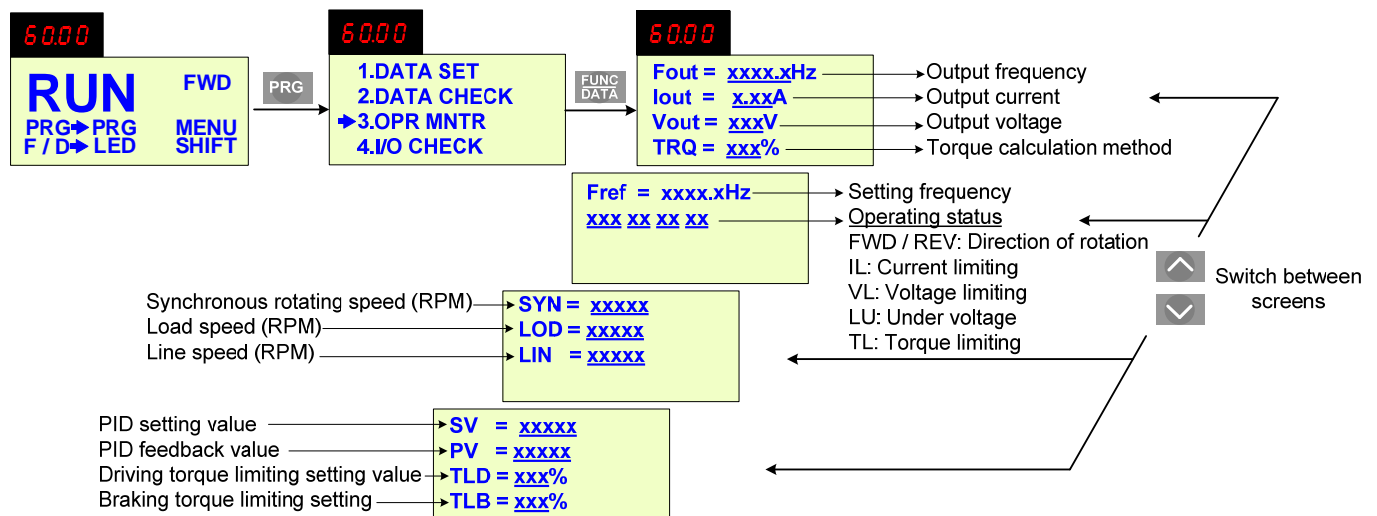 60.00
RUN FWD
PRG➔PRG MENU
F / D➔LED SHIFT
PRG
60.00
1.DATA SET
2.DATA CHECK
➔3.OPR MNTR
4.I/O CHECK
FUNC
DATA
60.00
Fout = xxxx.xHz Output frequency
Iout = x.xxA Output current
Vout = xxxV Output voltage
TRQ = xxx% Torque calculation method
Fref = xxxx.xHz Setting frequency
xxx xx xx xx Operating status
FWD / REV: Direction of rotation
IL: Current limiting
VL: Voltage limiting
LU: Under voltage
TL: Torque limiting
Switch between
screens
Synchronous rotating speed (RPM) SYN = xxxxx
Load speed (RPM) LOD = xxxxx
Line speed (RPM) LIN = xxxxx
PID setting value SV = xxxxx
PID feedback value PV = xxxxx
Driving torque limiting setting value TLD = xxx%
Braking torque limiting setting TLB = xxx%